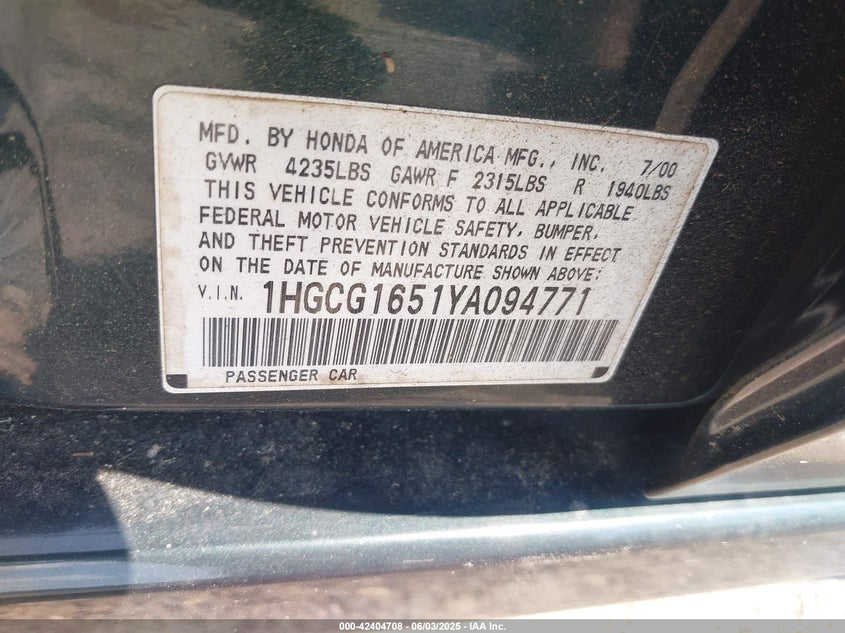 MFD. BY HONDA OF AMERICA MFG., INC. 7/00
GVWR 4235LBS GAWR F 2315LBS R 1940LBS
THIS VEHICLE CONFORMS TO ALL APPLICABLE
FEDERAL MOTOR VEHICLE SAFETY, BUMPER,
AND THEFT PREVENTION STANDARDS IN EFFECT
ON THE DATE OF MANUFACTURE SHOWN ABOVE:
V.I.N. 1HGCG1651YA094771
PASSENGER CAR
000-42404708 - 06/03/2025 - IAA Inc.